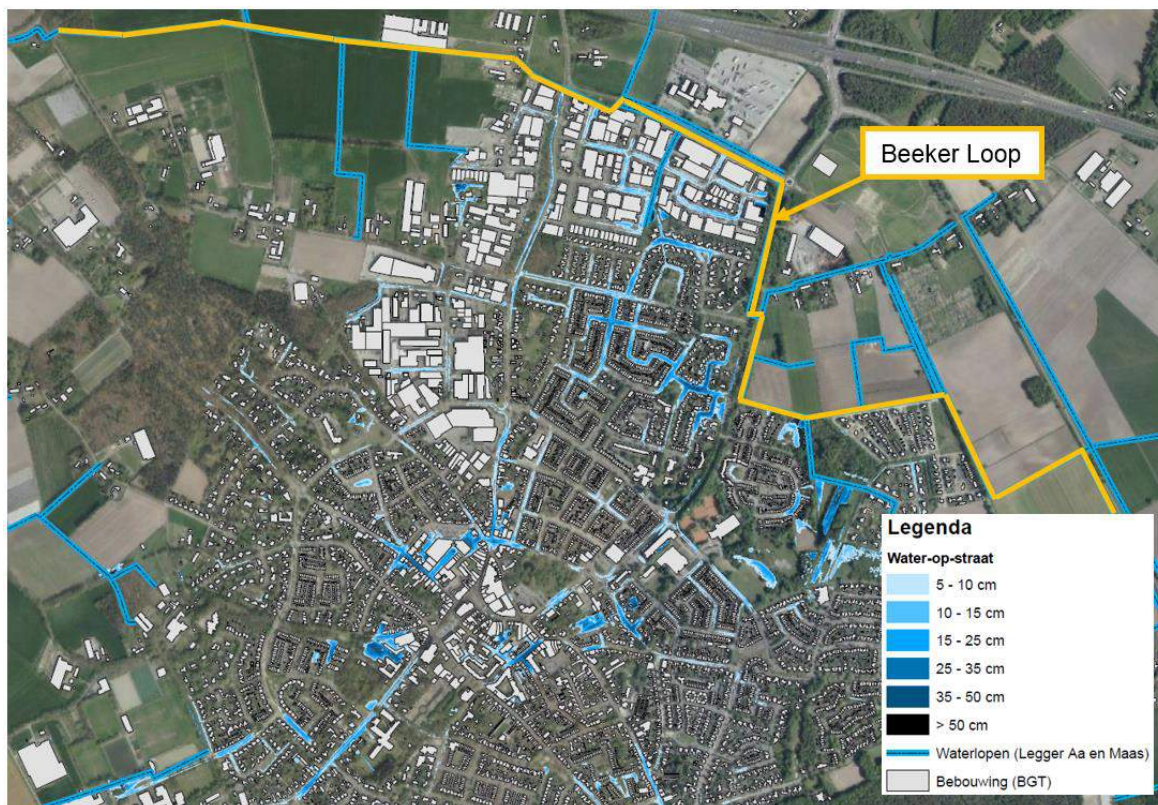 Beeker Loop
Legenda
Water-op-straat
5 - 10 cm
10 - 15 cm
15 - 25 cm
25 - 35 cm
35 - 50 cm
> 50 cm
Waterlopen (Legger Aa en Maas)
Bebouwing (BGT)